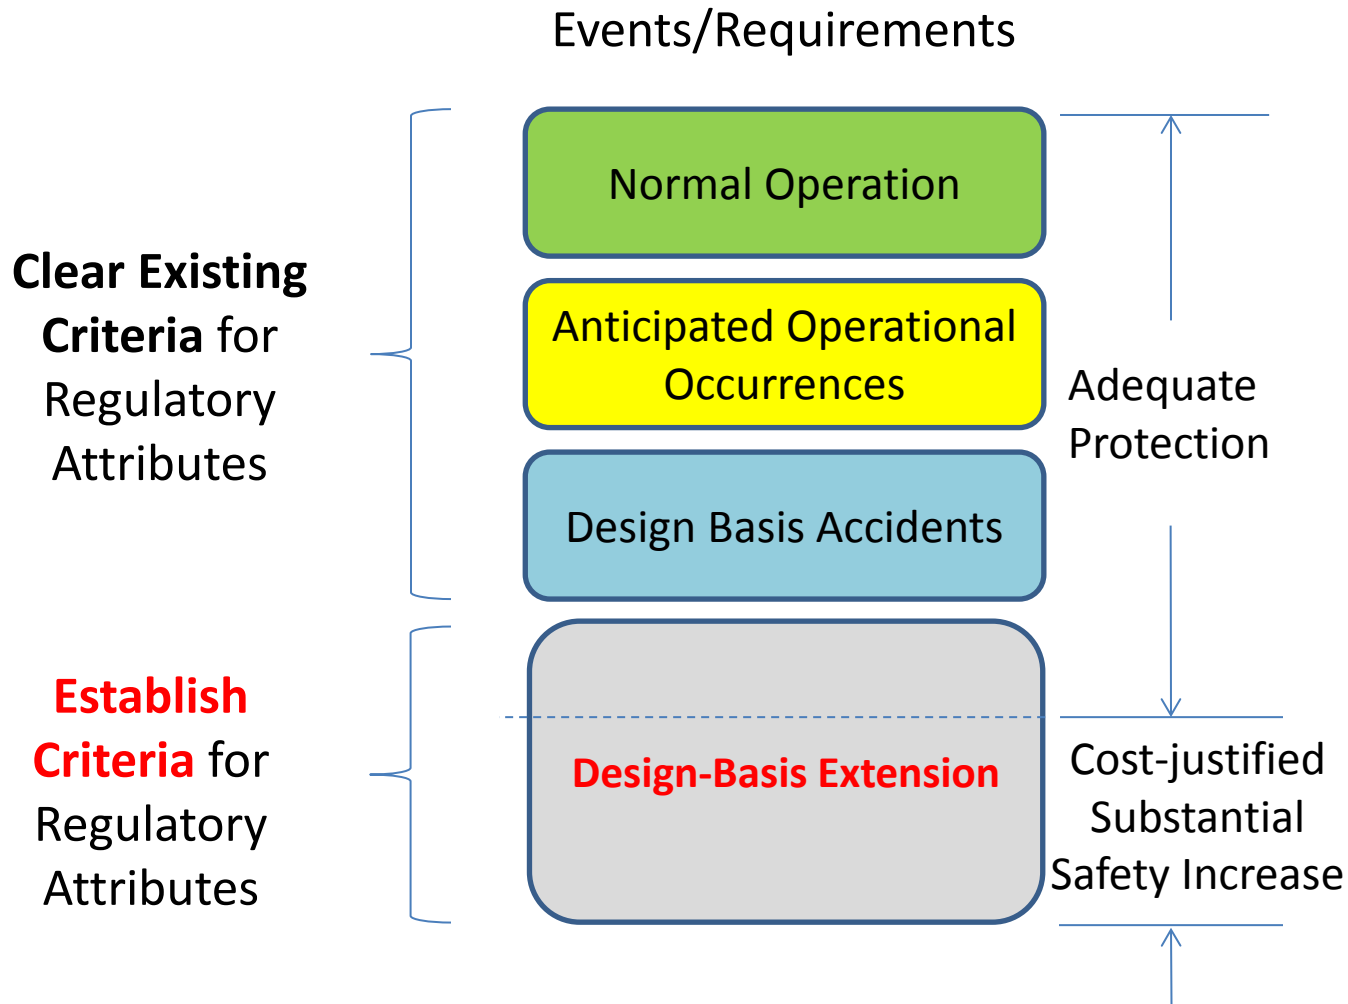 Events/Requirements
Normal Operation
Clear Existing
Criteria for
Regulatory
Attributes
Anticipated Operational
Occurrences
Adequate
Protection
Design Basis Accidents
Establish
Criteria for
Regulatory
Attributes
Design-Basis Extension
Cost-justified
Substantial
Safety Increase